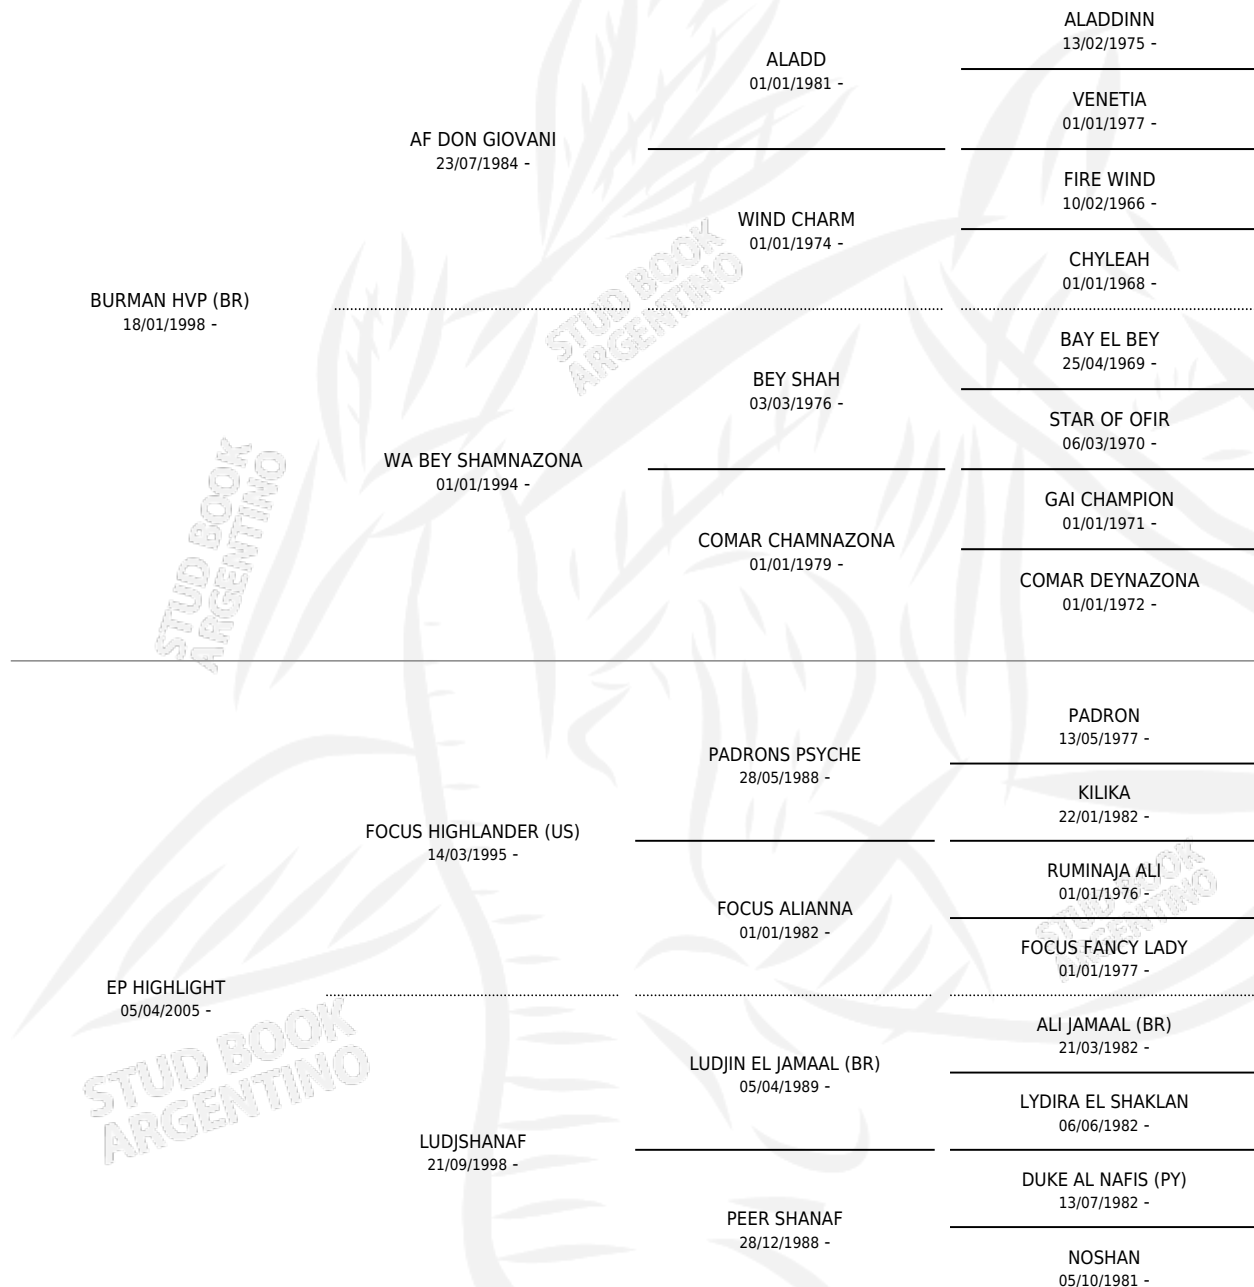 ALADDINN
13/02/1975 -
ALADD
01/01/1981 -
VENETIA
01/01/1977 -
AF DON GIOVANI
23/07/1984 -
FIRE WIND
10/02/1966 -
WIND CHARM
01/01/1974 -
CHYLEAH
01/01/1968 -
BURMAN HVP (BR)
18/01/1998 -
BAY EL BEY
25/04/1969 -
BEY SHAH
03/03/1976 -
STAR OF OFIR
06/03/1970 -
WA BEY SHAMNAZONA
01/01/1994 -
GAI CHAMPION
01/01/1971 -
COMAR CHAMNAZONA
01/01/1979 -
COMAR DEYNAZONA
01/01/1972 -
PADRON
13/05/1977 -
PADRONS PSYCHE
28/05/1988 -
KILIKA
22/01/1982 -
FOCUS HIGHLANDER (US)
14/03/1995 -
RUMINAJA ALI
01/01/1976 -
FOCUS ALIANNA
01/01/1982 -
FOCUS FANCY LADY
01/01/1977 -
EP HIGHLIGHT
05/04/2005 -
ALI JAMAAL (BR)
21/03/1982 -
LUDJIN EL JAMAAL (BR)
05/04/1989 -
LYDIRA EL SHAKLAN
06/06/1982 -
LUDJSHANAF
21/09/1998 -
DUKE AL NAFIS (PY)
13/07/1982 -
PEER SHANAF
28/12/1988 -
NOSHAN
05/10/1981 -
STUD BOOK
ARGENTINO
STUD BOOK
ARGENTINO
STUD BOOK
ARGENTINO
STUD BOOK
ARGENTINO